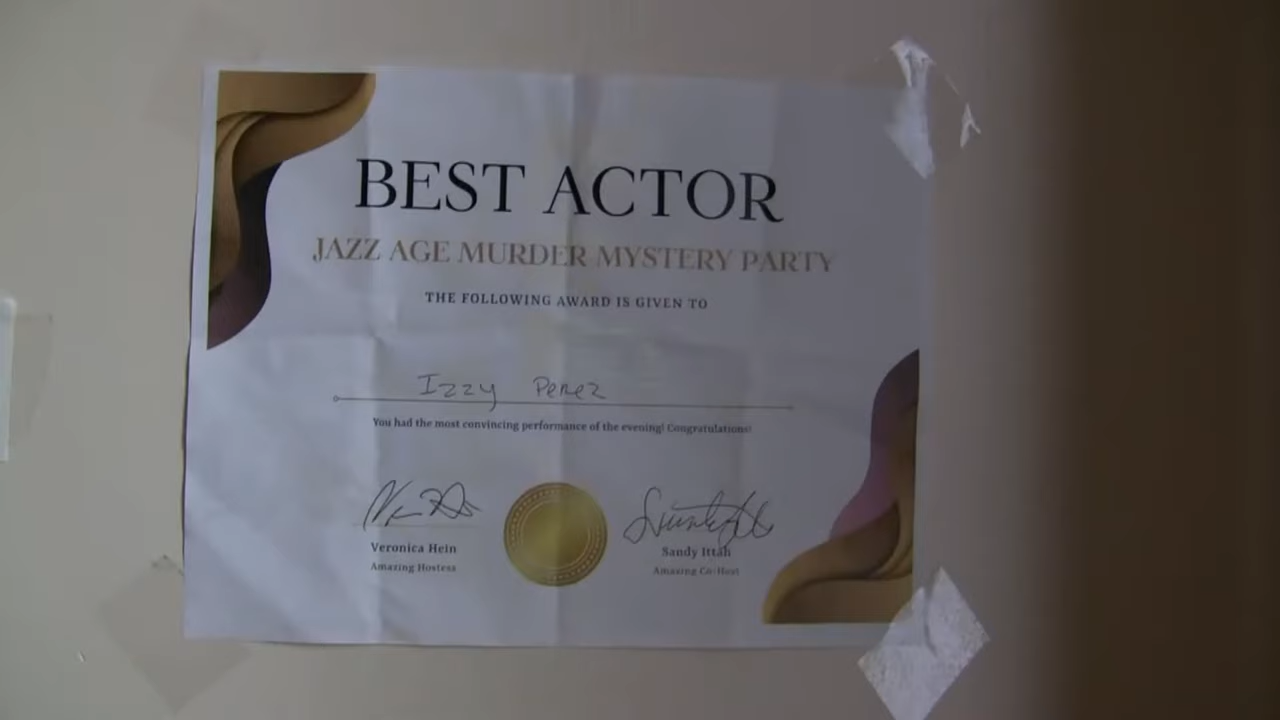 BEST ACTOR
JAZZ AGE MURDER MYSTERY PARTY
THE FOLLOWING AWARD IS GIVEN TO
Izzy Perez
You had the most convincing performance of the evening! Congratulations!
Veronica Hein
Sandy Ittah
Amazing Hostess
Amazing Co-Host